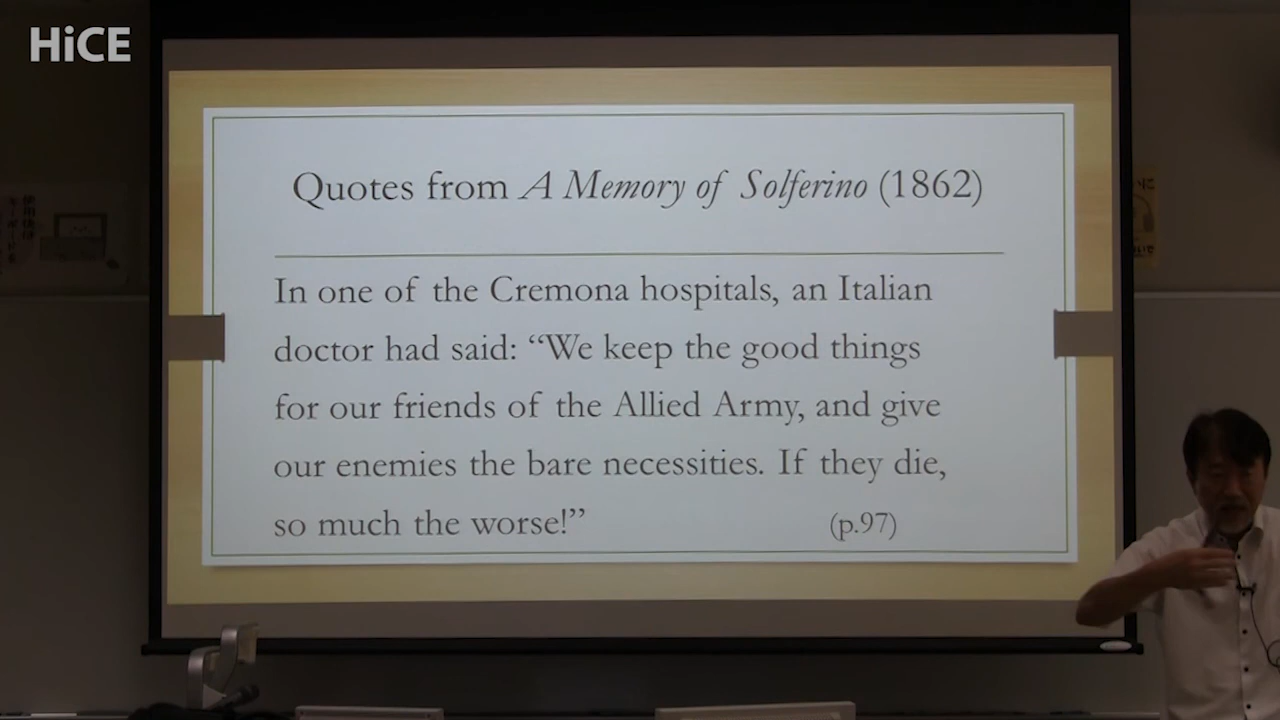 HiCE
Quotes from A Memory of Solferino (1862)
In one of the Cremona hospitals, an Italian
doctor had said: “We keep the good things
for our friends of the Allied Army, and give
our enemies the bare necessities. If they die,
so much the worse!”
(p.97)